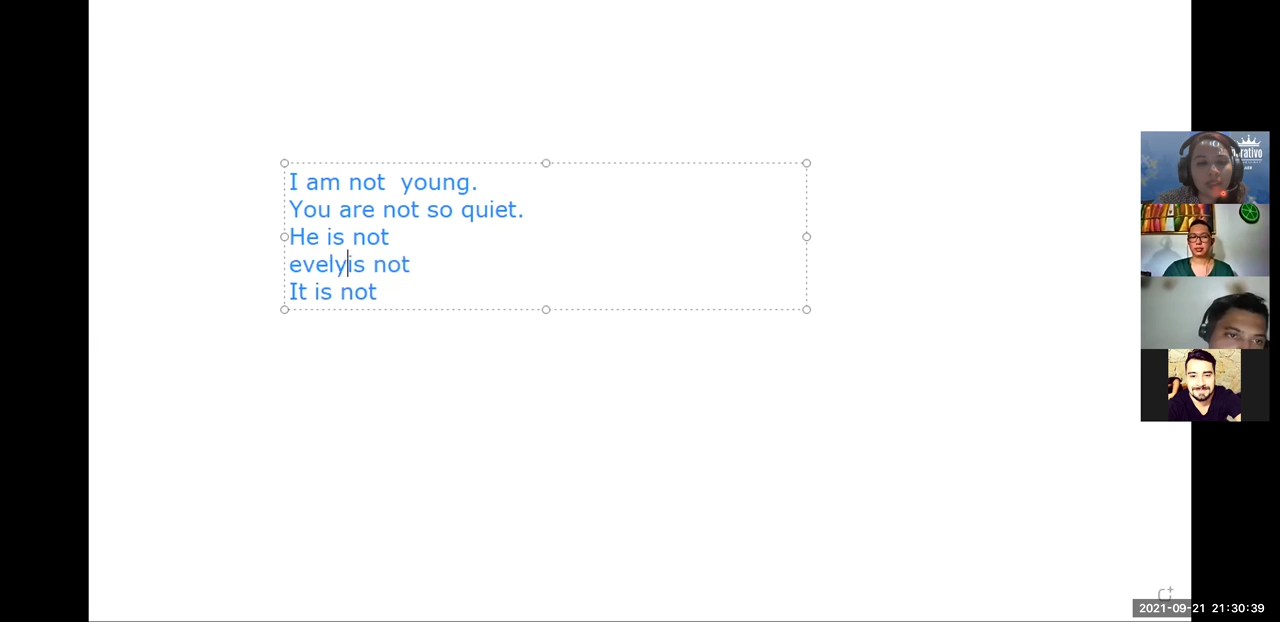 I am not  young.
You are not so quiet.
He is not
evelyis not
It is not
2021-09-21 21:30:39